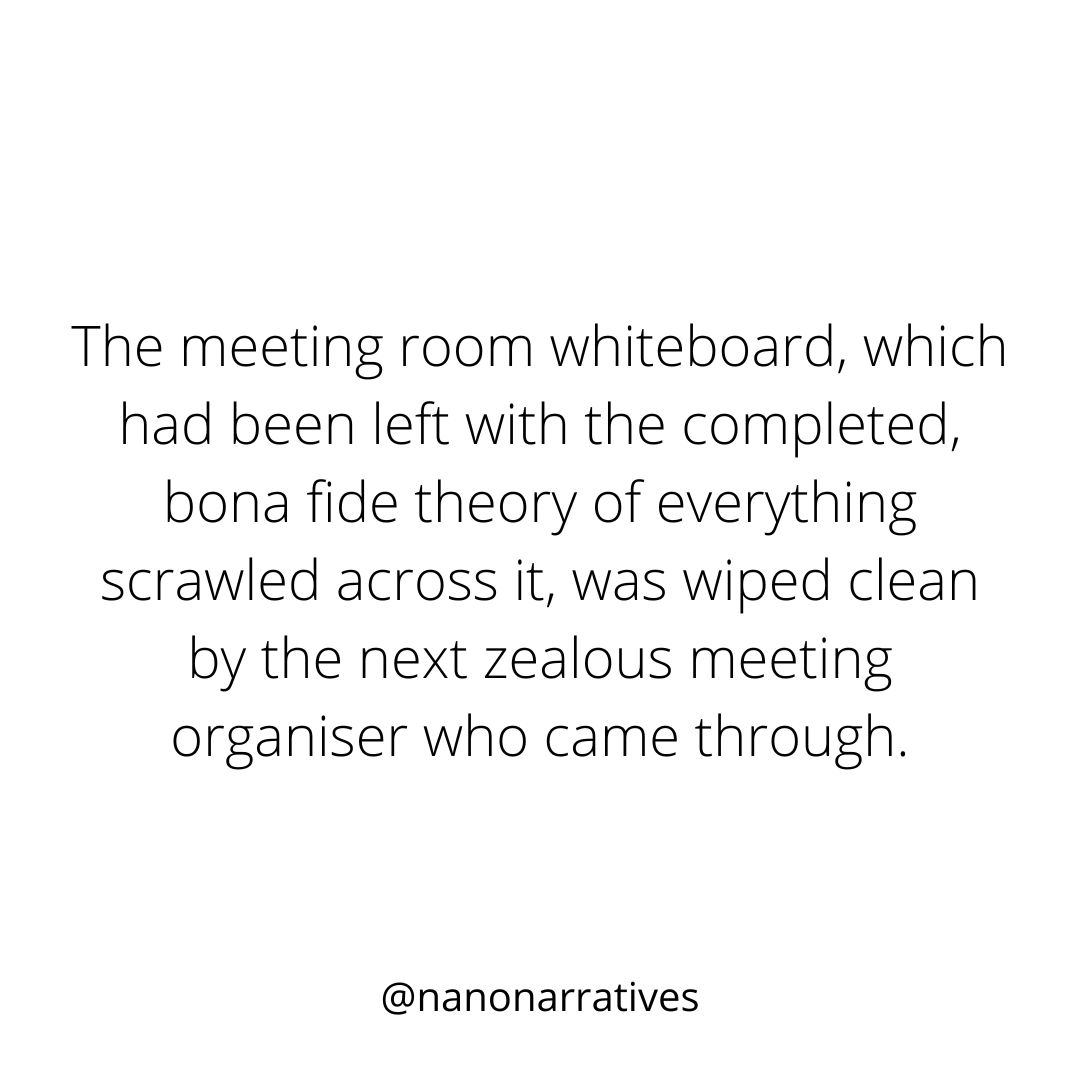 The meeting room whiteboard, which
had been left with the completed,
bona fide theory of everything
scrawled across it, was wiped clean
by the next zealous meeting
organiser who came through.
@nanonarratives